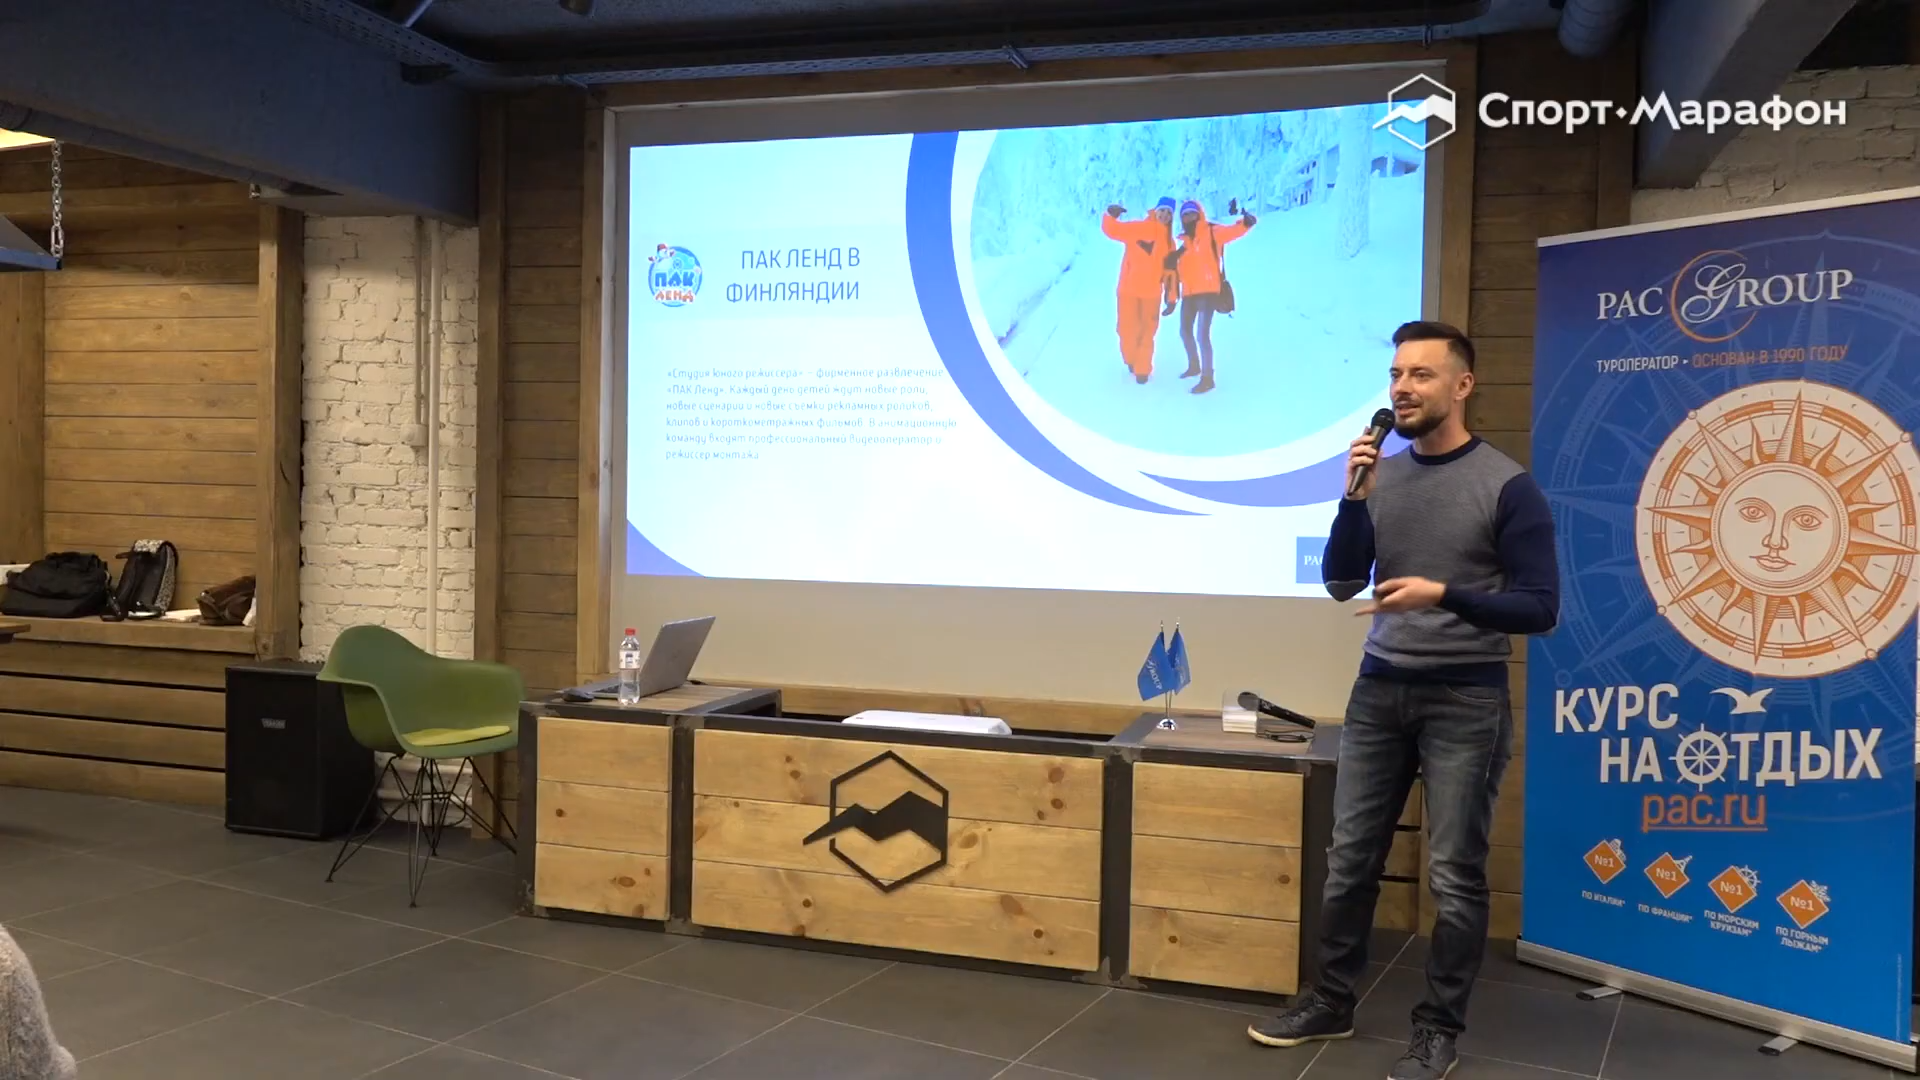 Спорт-Марафон
ПАК ЛЕНД В
ФИНЛЯНДИИ
ПАК
ЛЕНД
«Студия юного режиссера» – фирменное развлечение
«ПАК Ленд». Каждый день детей ждут новые роли,
новые сценарии и новые съемки рекламных роликов,
клипов и короткометражных фильмов. В анимационную
команду входят профессиональный видеооператор и
режиссер монтажа.
PAC GROUP
ТУРОПЕРАТОР ▸ ОСНОВАН В 1990 ГОДУ
КУРС
НА ОТДЫХ
pac.ru
№1
ПО ИТАЛИИ*
№1
ПО ФРАНЦИИ*
№1
ПО МОРСКИМ
КРУИЗАМ*
№1
ПО ГОРНЫМ
ЛЫЖАМ*